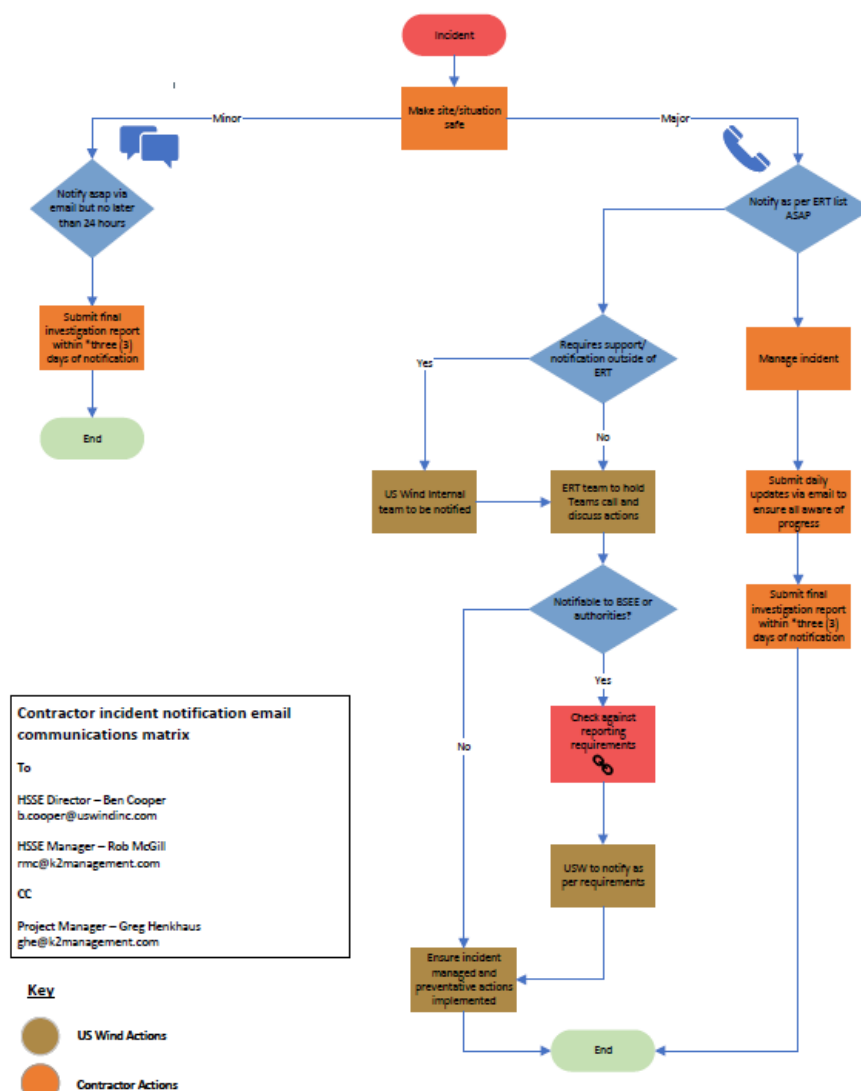 Incident
Make site/situation
safe
Minor
Major
Notify asap via
email but no later
than 24 hours
Notify as per ERT list
ASAP
Submit final
investigation report
within *three (3)
days of notification
Requires support/
notification outside of
ERT
Manage incident
Yes
End
No
US Wind Internal
team to be notified
ERT team to hold
Teams call and
discuss actions
Submit daily
updates via email to
ensure all aware of
progress
Notifiable to BSEE or
authorities?
Submit final
investigation report
within *three (3)
days of notification
Yes
Contractor incident notification email
communications matrix
To
HSSE Director – Ben Cooper
b.cooper@uswindinc.com
HSSE Manager – Rob McGill
rmc@k2management.com
CC
Project Manager – Greg Henkhaus
ghe@k2management.com
No
Check against
reporting
requirements
USW to notify as
per requirements
Ensure incident
managed and
preventative actions
implemented
End
Key
US Wind Actions
Contractor Actions